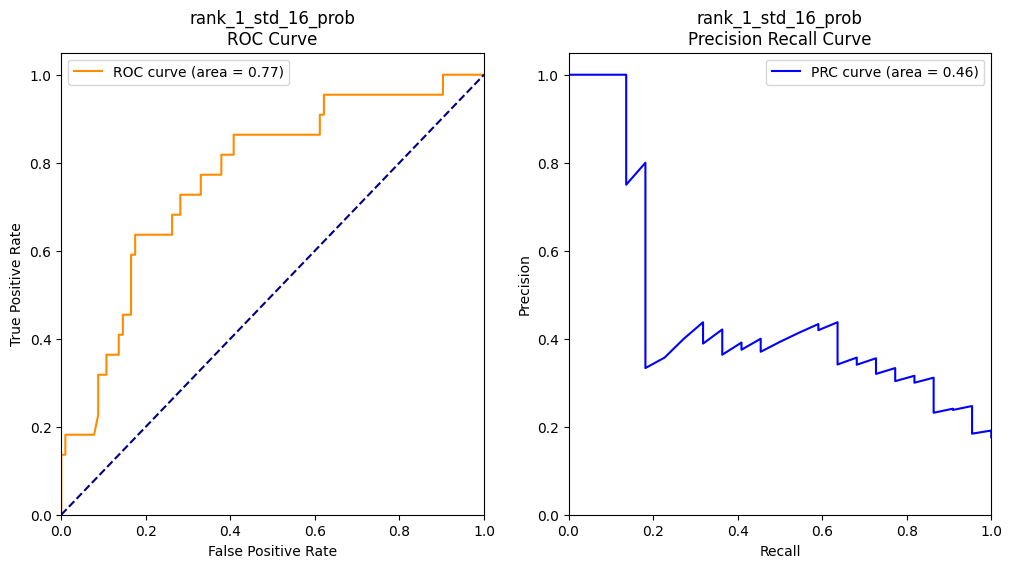 rank_1_std_16_prob
ROC Curve
ROC curve (area = 0.77)
1.0
0.8
0.6
0.4
0.2
0.0
True Positive Rate
0.0 0.2 0.4 0.6 0.8 1.0
False Positive Rate
rank_1_std_16_prob
Precision Recall Curve
PRC curve (area = 0.46)
1.0
0.8
0.6
0.4
0.2
0.0
Precision
0.0 0.2 0.4 0.6 0.8 1.0
Recall